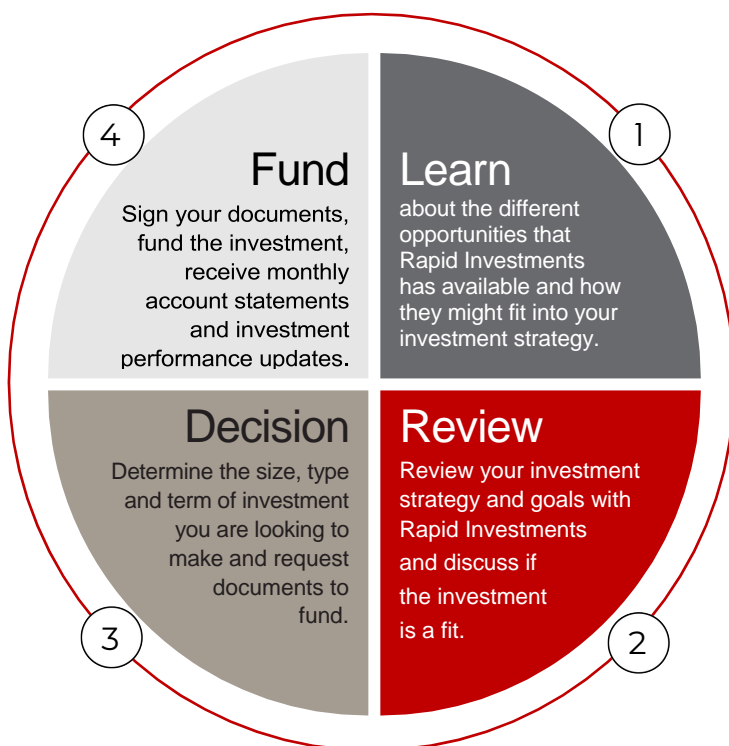 1
Learn
about the different
opportunities that
Rapid Investments
has available and how
they might fit into your
investment strategy.
2
Review
Review your investment
strategy and goals with
Rapid Investments
and discuss if
the investment
is a fit.
3
Decision
Determine the size, type
and term of investment
you are looking to
make and request
documents to
fund.
4
Fund
Sign your documents,
fund the investment,
receive monthly
account statements
and investment
performance updates.